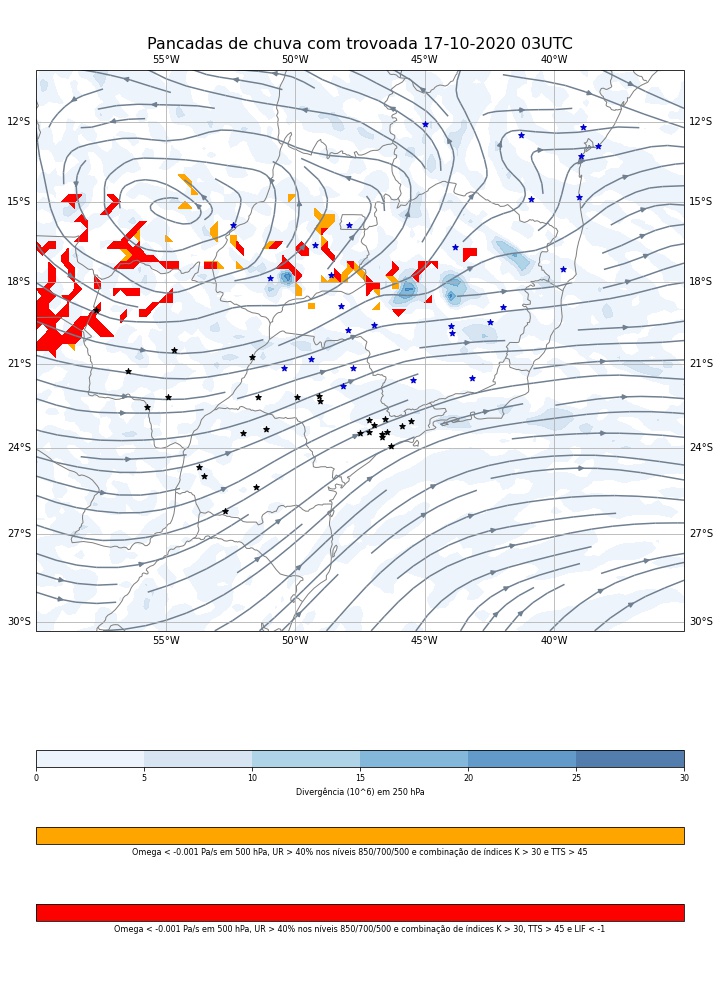 Pancadas de chuva com trovoada 17-10-2020 03UTC
55°W 50°W 45°W 40°W
12°S 12°S
15°S 15°S
18°S 18°S
21°S 21°S
24°S 24°S
27°S 27°S
30°S 30°S
55°W 50°W 45°W 40°W
0 5 10 15 20 25 30
Divergência (10^6) em 250 hPa
Omega < -0.001 Pa/s em 500 hPa, UR > 40% nos níveis 850/700/500 e combinação de índices K > 30 e TTS > 45
Omega < -0.001 Pa/s em 500 hPa, UR > 40% nos níveis 850/700/500 e combinação de índices K > 30, TTS > 45 e LIF < -1